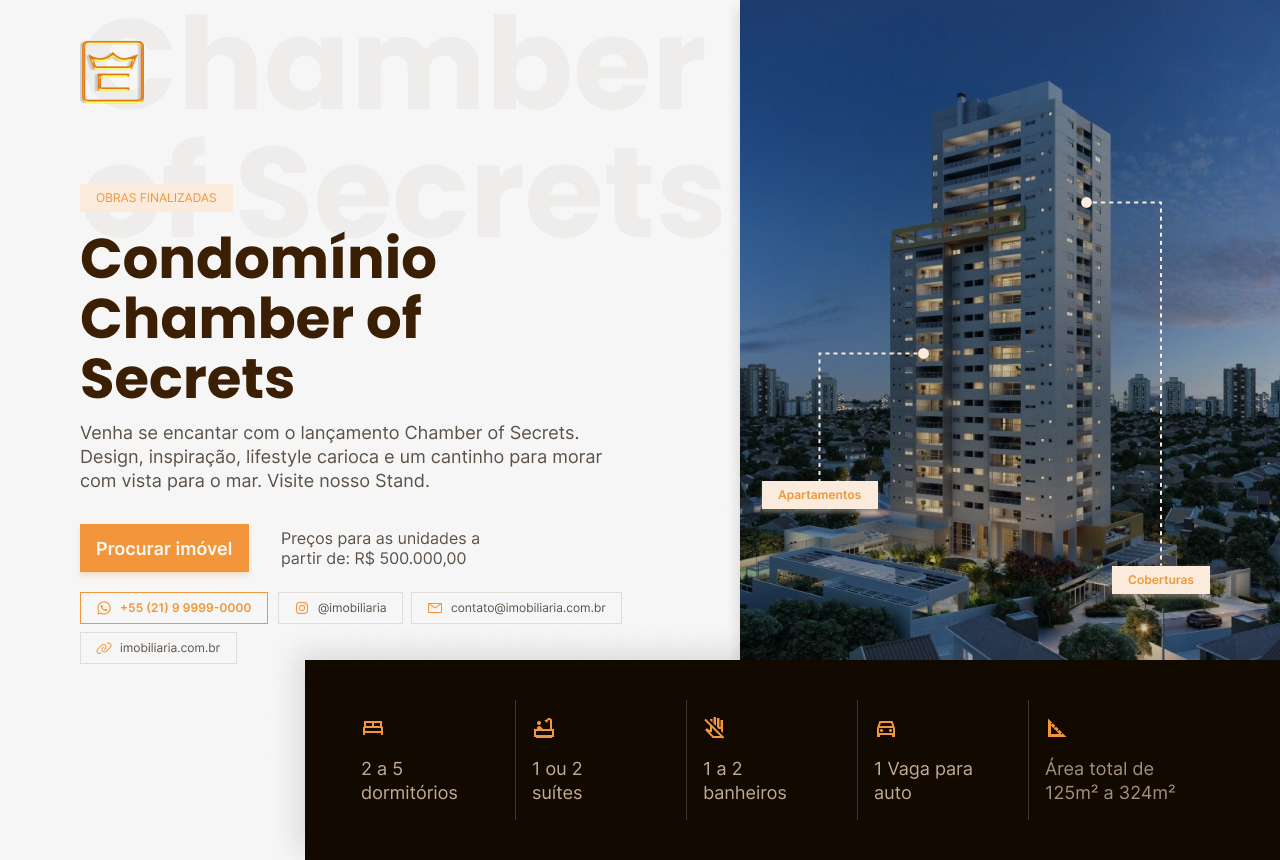 Chamber
of Secrets
OBRAS FINALIZADAS
Condomínio
Chamber of
Secrets
Venha se encantar com o lançamento Chamber of Secrets.
Design, inspiração, lifestyle carioca e um cantinho para morar
com vista para o mar. Visite nosso Stand.
Procurar imóvel
Preços para as unidades a
partir de: R$ 500.000,00
+55 (21) 9 9999-0000
@imobiliaria
contato@imobiliaria.com.br
imobiliaria.com.br
Apartamentos
Coberturas
2 a 5
dormitórios
1 ou 2
suítes
1 a 2
banheiros
1 Vaga para
auto
Área total de
125m² a 324m²